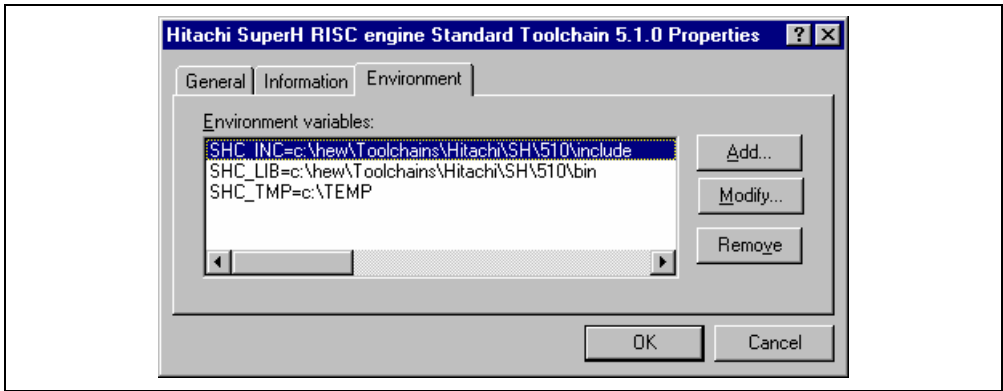 Hitachi SuperH RISC engine Standard Toolchain 5.1.0 Properties
General Information Environment
Environment variables:
SHC_INC=c:\hew\Toolchains\Hitachi\SH\510\include
SHC_LIB=c:\hew\Toolchains\Hitachi\SH\510\bin
SHC_TMP=c:\TEMP
Add...
Modify...
Remove
OK Cancel